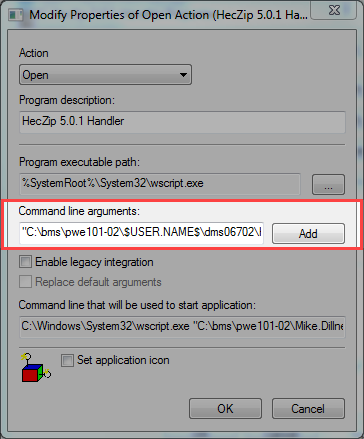 Modify Properties of Open Action (HecZip 5.0.1 Han...
Action
Open
Program description:
HecZip 5.0.1 Handler
Program executable path:
%SystemRoot%\System32\wscript.exe
...
Command line arguments:
"C:\bms\pwe101-02\$USER.NAME$\dms06702\
Add
Enable legacy integration
Replace default arguments
Command line that will be used to start application:
C:\Windows\System32\wscript.exe "C:\bms\pwe101-02\Mike.Dillne
Set application icon
OK
Cancel